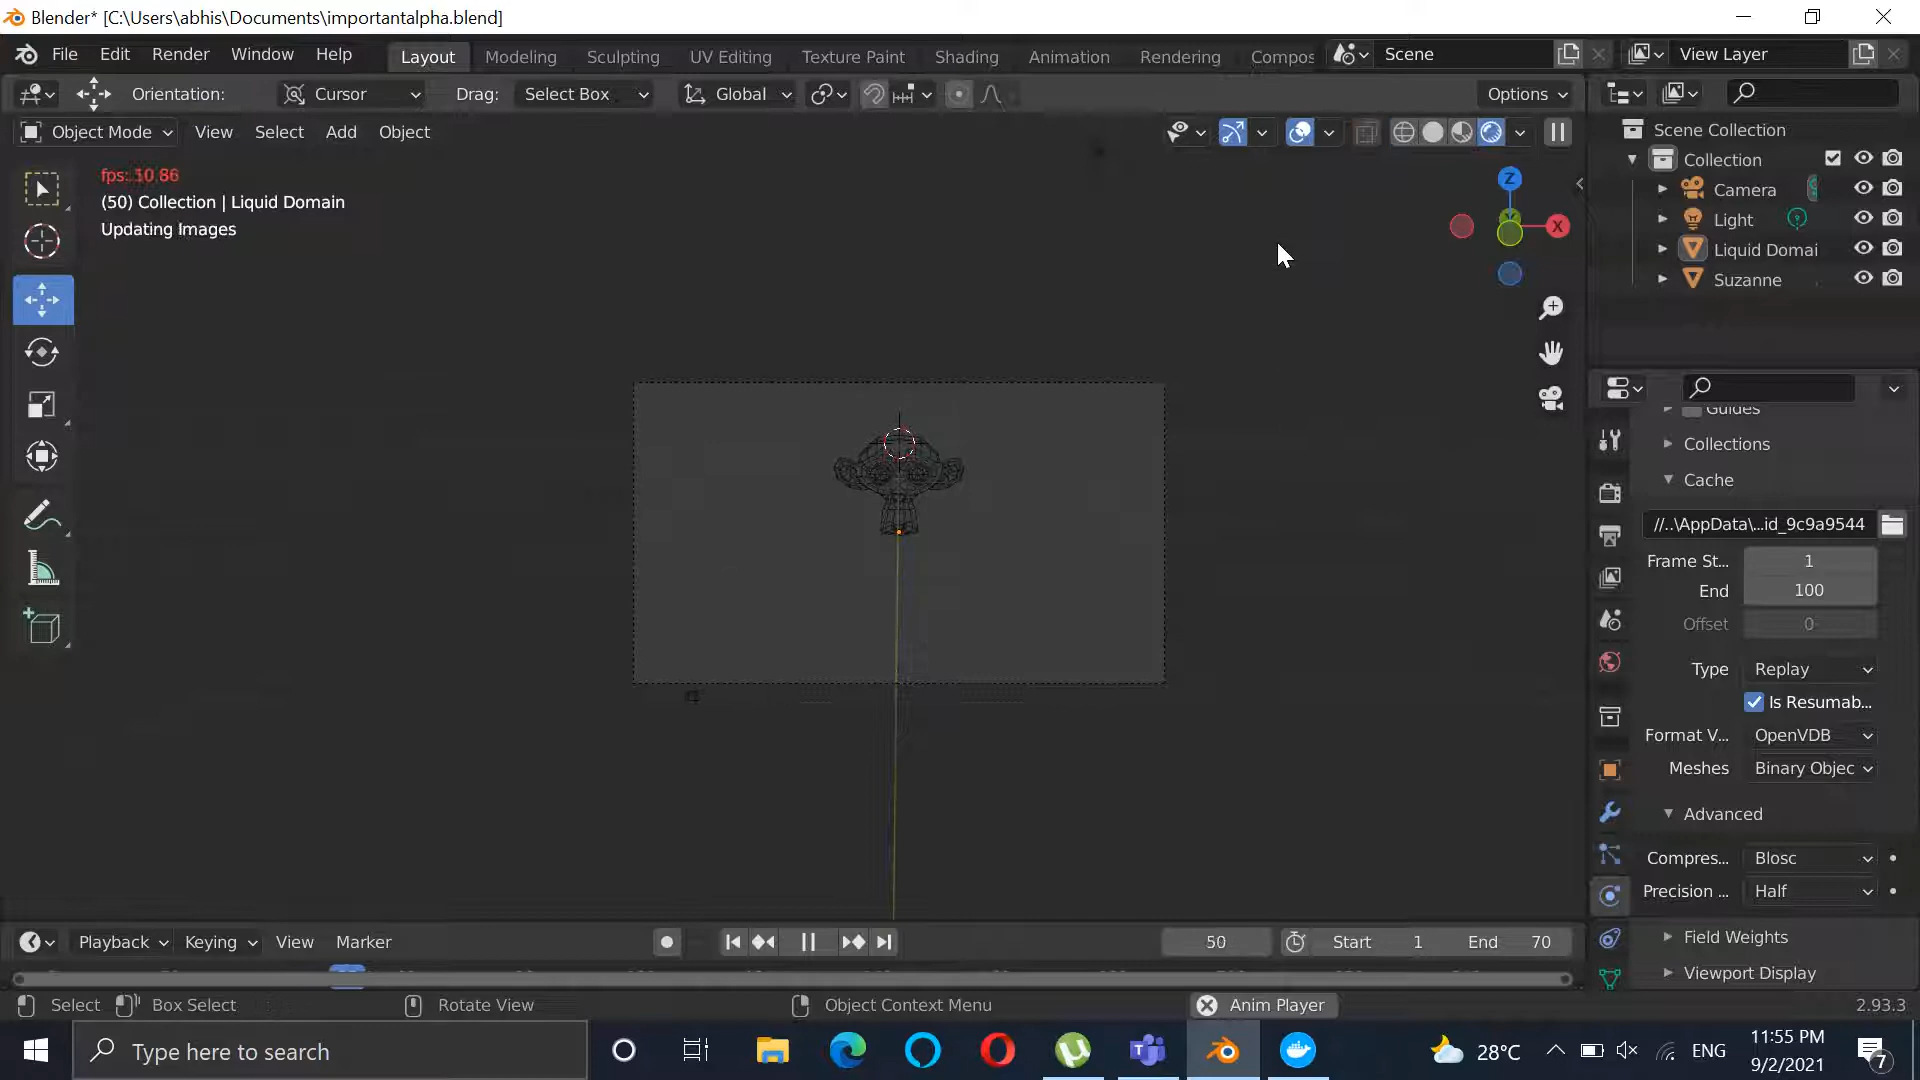 Blender* [C:\Users\abhis\Documents\importantalpha.blend]
File Edit Render Window Help Layout Modeling Sculpting UV Editing Texture Paint Shading Animation Rendering Compos Scene View Layer
Orientation: Cursor Drag: Select Box Global Options
Object Mode View Select Add Object
Scene Collection
Collection
Camera
Light
Liquid Domai
Suzanne
fps: 10.86
(50) Collection | Liquid Domain
Updating Images
Z
X
Guides
Collections
Cache
//..\AppData\...id_9c9a9544
Frame St... 1
End 100
Offset 0
Type Replay
Is Resumab...
Format V... OpenVDB
Meshes Binary Objec
Advanced
Compres... Blosc
Precision ... Half
Field Weights
Viewport Display
Playback Keying View Marker 50 Start 1 End 70
Select Box Select Rotate View Object Context Menu Anim Player 2.93.3
Type here to search 28°C ENG
11:55 PM
9/2/2021
7